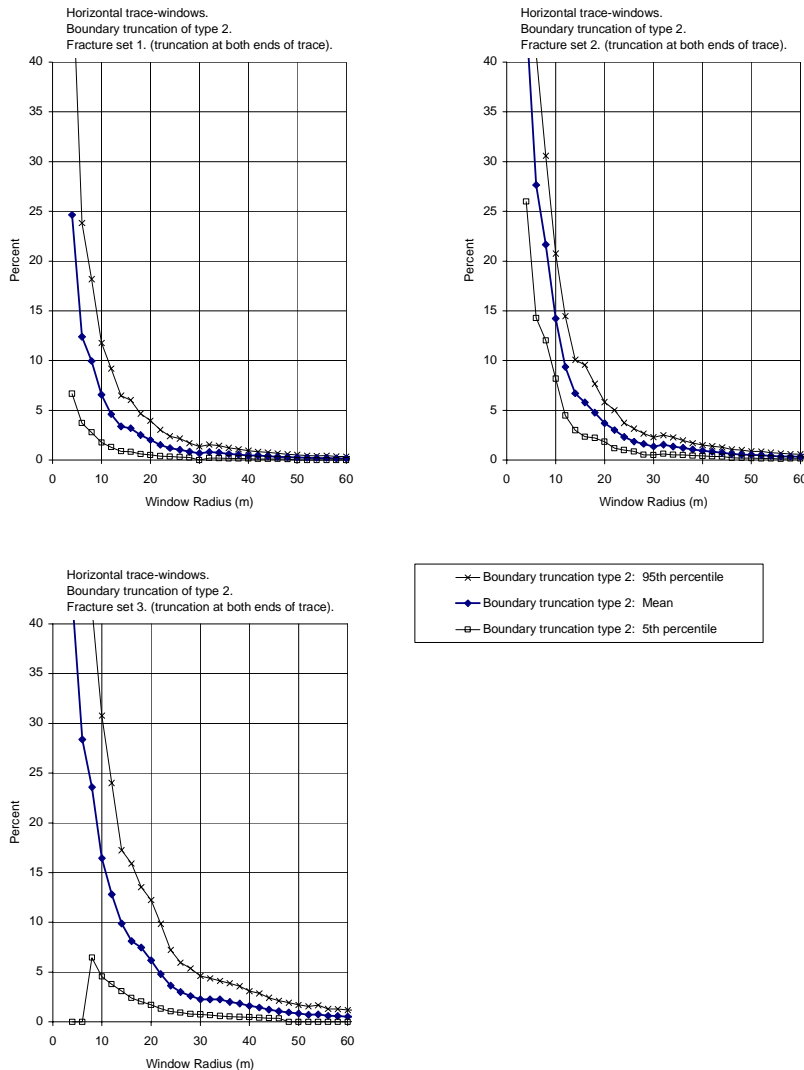 Horizontal trace-windows.
Boundary truncation of type 2.
Fracture set 1. (truncation at both ends of trace).
40
35
30
25
20
15
10
5
0
Percent
0 10 20 30 40 50 60
Window Radius (m)
Horizontal trace-windows.
Boundary truncation of type 2.
Fracture set 2. (truncation at both ends of trace).
40
35
30
25
20
15
10
5
0
Percent
0 10 20 30 40 50 60
Window Radius (m)
Horizontal trace-windows.
Boundary truncation of type 2.
Fracture set 3. (truncation at both ends of trace).
40
35
30
25
20
15
10
5
0
Percent
0 10 20 30 40 50 60
Window Radius (m)
Boundary truncation type 2: 95th percentile
Boundary truncation type 2: Mean
Boundary truncation type 2: 5th percentile